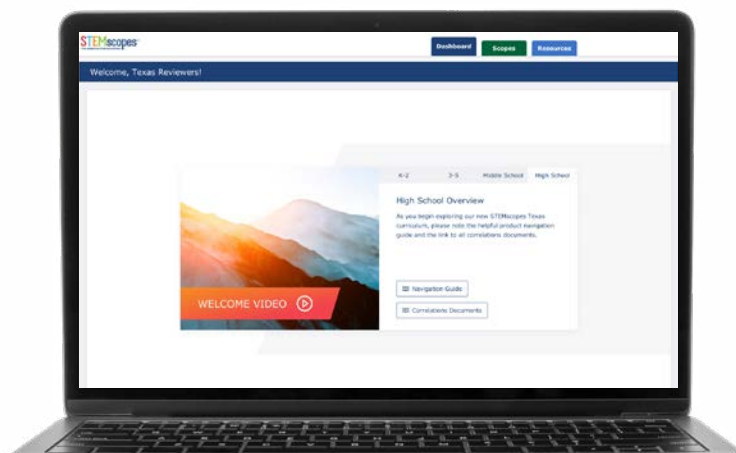 STEMscopes
Dashboard
Scopes
Resources
Welcome, Texas Reviewers!
K-2
3-5
Middle School
High School
High School Overview
As you begin exploring our new STEMscopes Texas
curriculum, please note the helpful product navigation
guide and the link to all correlations documents.
WELCOME VIDEO
Navigation Guide
Correlations Documents